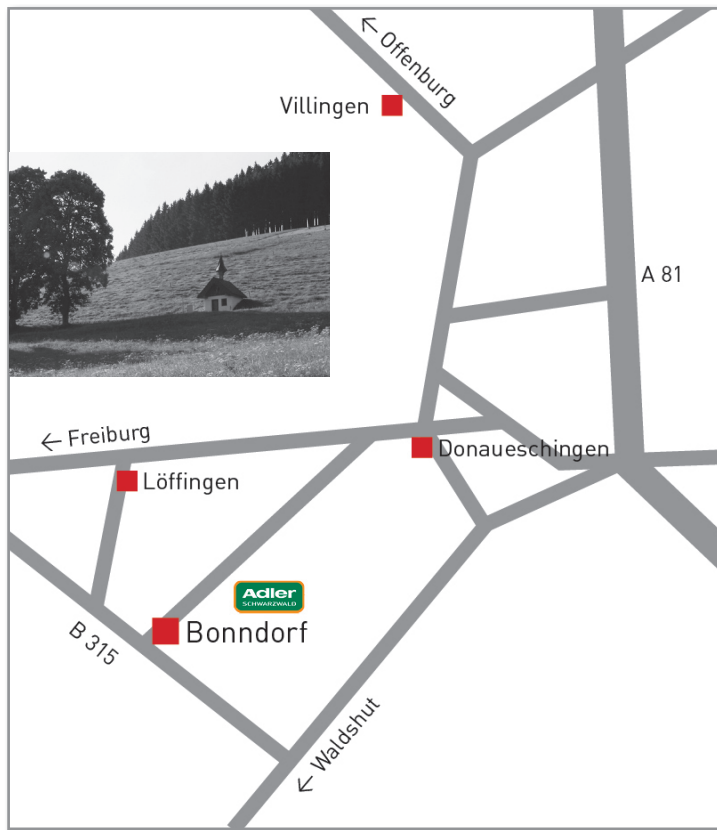 ← Offenburg
Villingen
A 81
← Freiburg
Donaueschingen
Löffingen
Adler
SCHWARZWALD
Bonndorf
B 315
← Waldshut